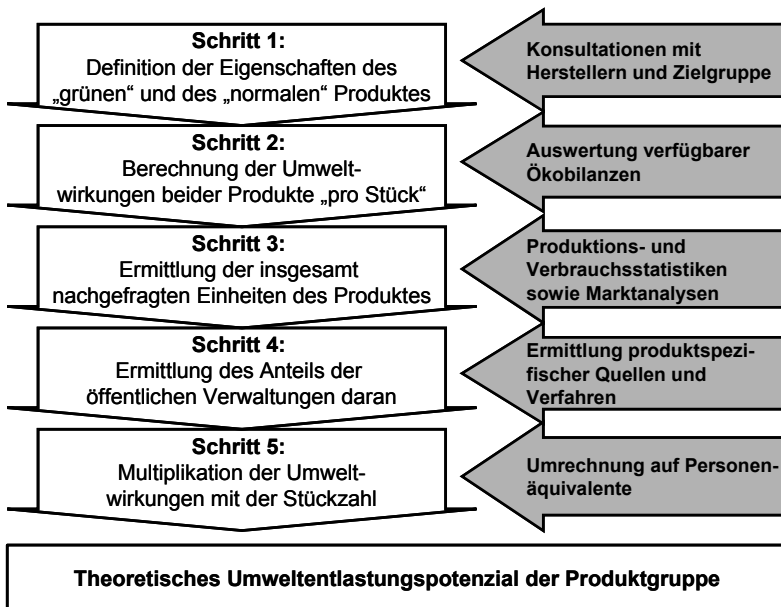 Schritt 1:
Definition der Eigenschaften des
„grünen“ und des „normalen“ Produktes
Konsultationen mit
Herstellern und Zielgruppe
Schritt 2:
Berechnung der Umwelt-
wirkungen beider Produkte „pro Stück“
Auswertung verfügbarer
Ökobilanzen
Schritt 3:
Ermittlung der insgesamt
nachgefragten Einheiten des Produktes
Produktions- und
Verbrauchsstatistiken
sowie Marktanalysen
Schritt 4:
Ermittlung des Anteils der
öffentlichen Verwaltungen daran
Ermittlung produktspezi-
fischer Quellen und
Verfahren
Schritt 5:
Multiplikation der Umwelt-
wirkungen mit der Stückzahl
Umrechnung auf Personen-
äquivalente
Theoretisches Umweltentlastungspotenzial der Produktgruppe